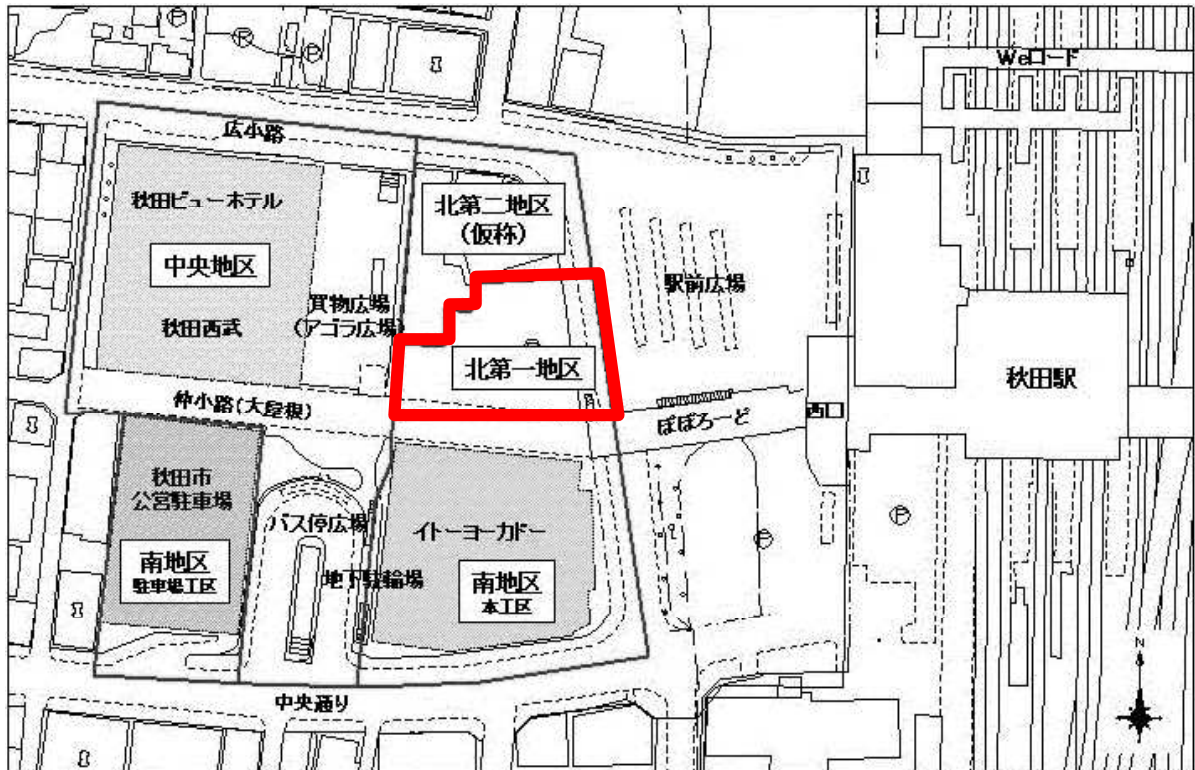 Weロード
広小路
秋田ビューホテル
北第二地区
(仮称)
中央地区
駅前広場
買物広場
(アゴラ広場)
秋田西武
北第一地区
秋田駅
仲小路(大屋根)
ぽぽろーど
西口
秋田市
公営駐車場
バス停広場
イトーヨーカドー
南地区
駐車場工区
地下駐輪場
南地区
本工区
中央通り
N
P
P
P
P
P